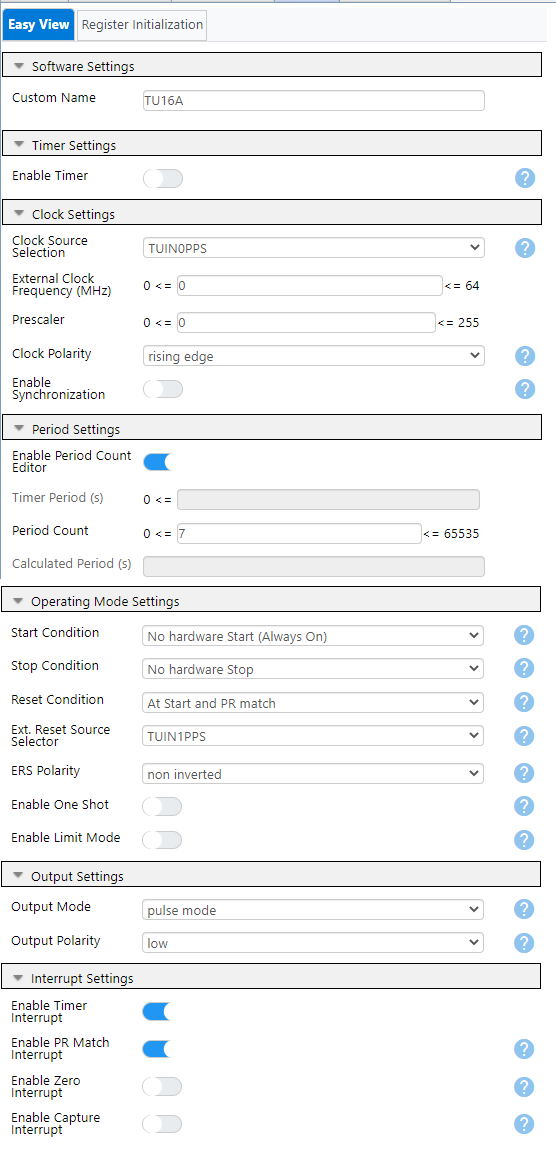 Easy View Register Initialization
Software Settings
Custom Name TU16A
Timer Settings
Enable Timer ?
Clock Settings
Clock Source
Selection TUIN0PPS ?
External Clock
Frequency (MHz) 0 <= 0 <= 64
Prescaler 0 <= 0 <= 255
Clock Polarity rising edge ?
Enable
Synchronization ?
Period Settings
Enable Period Count
Editor
Timer Period (s) 0 <=
Period Count 0 <= 7 <= 65535
Calculated Period (s)
Operating Mode Settings
Start Condition No hardware Start (Always On) ?
Stop Condition No hardware Stop ?
Reset Condition At Start and PR match ?
Ext. Reset Source
Selector TUIN1PPS ?
ERS Polarity non inverted ?
Enable One Shot ?
Enable Limit Mode ?
Output Settings
Output Mode pulse mode ?
Output Polarity low ?
Interrupt Settings
Enable Timer
Interrupt
Enable PR Match
Interrupt ?
Enable Zero
Interrupt ?
Enable Capture
Interrupt ?